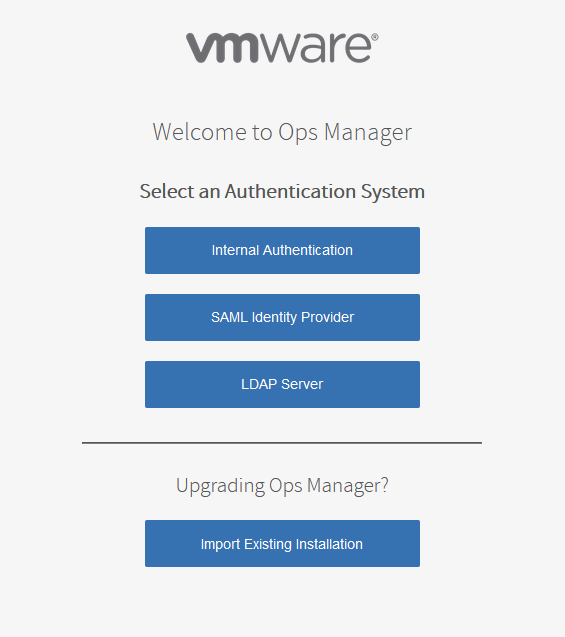 vmware®
Welcome to Ops Manager
Select an Authentication System
Internal Authentication
SAML Identity Provider
LDAP Server
Upgrading Ops Manager?
Import Existing Installation